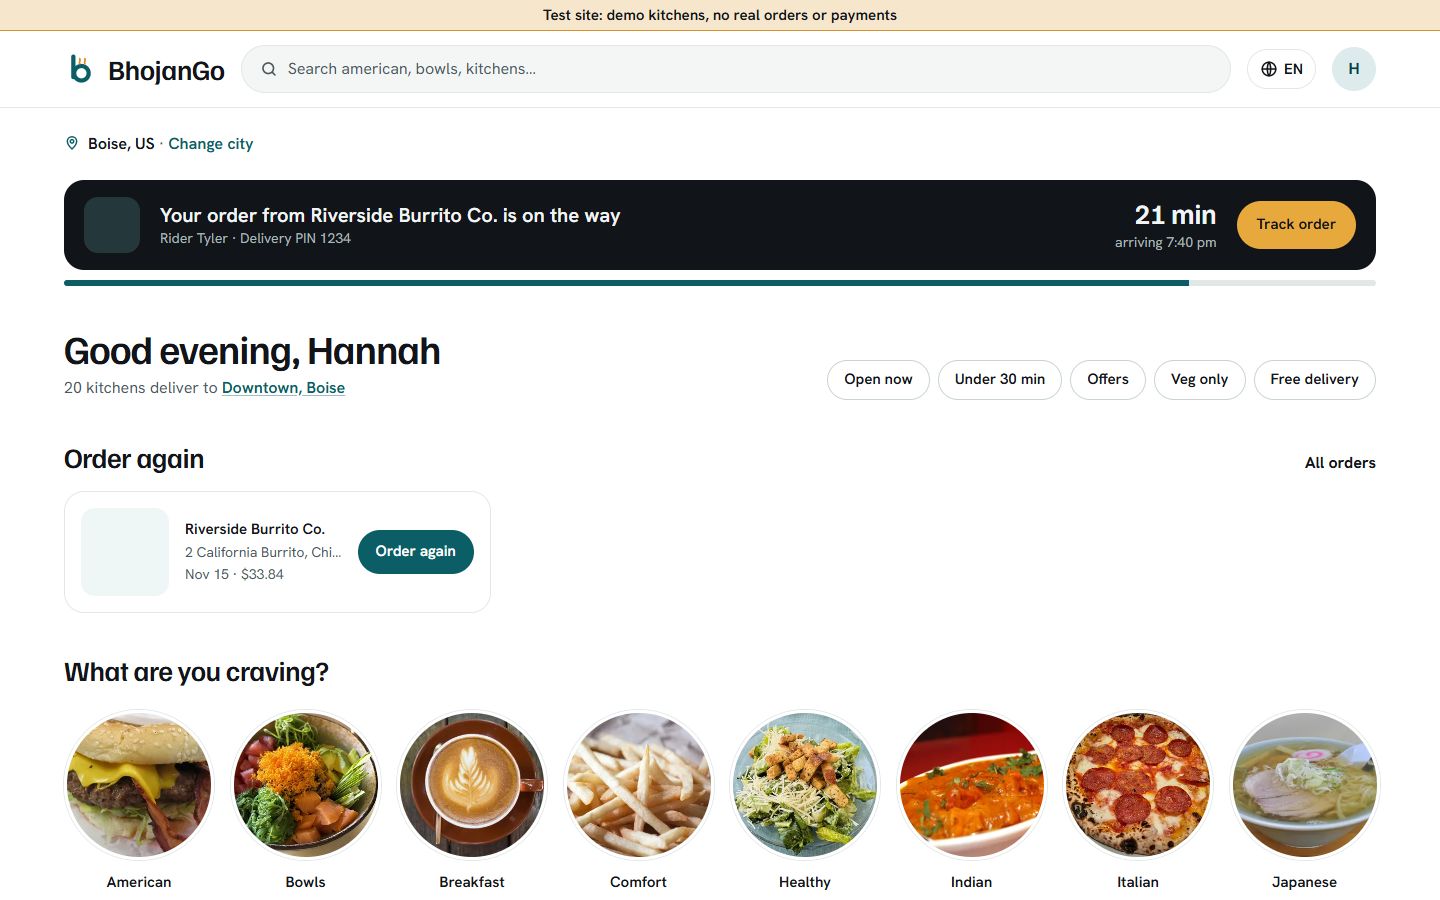 Test site: demo kitchens, no real orders or payments
BhojanGo
Search american, bowls, kitchens...
EN
H
Boise, US · Change city
Your order from Riverside Burrito Co. is on the way
Rider Tyler · Delivery PIN 1234
21 min
arriving 7:40 pm
Track order
Good evening, Hannah
20 kitchens deliver to Downtown, Boise
Open now
Under 30 min
Offers
Veg only
Free delivery
Order again
All orders
Riverside Burrito Co.
2 California Burrito, Chi...
Nov 15 · $33.84
Order again
What are you craving?
American
Bowls
Breakfast
Comfort
Healthy
Indian
Italian
Japanese